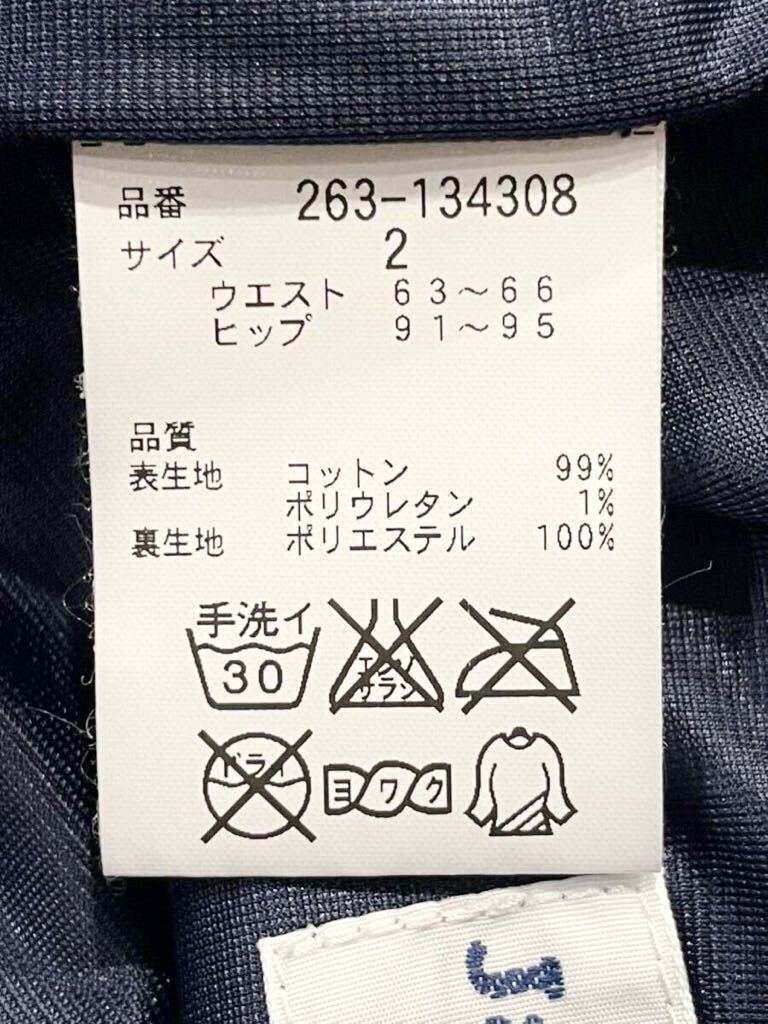 品番 263-134308
サイズ 2
ウエスト 63～66
ヒップ 91～95
品質
表生地 コットン 99%
ポリウレタン 1%
裏生地 ポリエステル 100%
手洗イ
30
エンソ
サラシ
ドライ
ヨワク
J